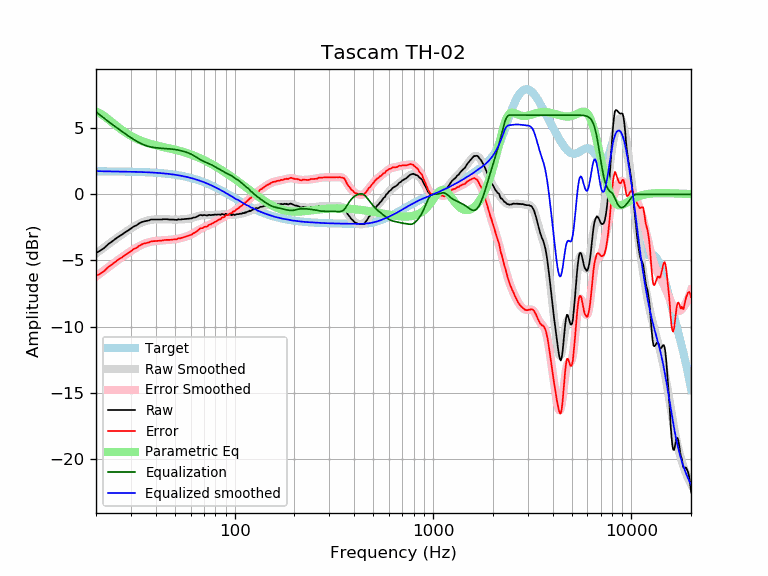 Tascam TH-02
5
0
−5
−10
−15
−20
Amplitude (dBr)
Target
Raw Smoothed
Error Smoothed
Raw
Error
Parametric Eq
Equalization
Equalized smoothed
100
1000
10000
Frequency (Hz)